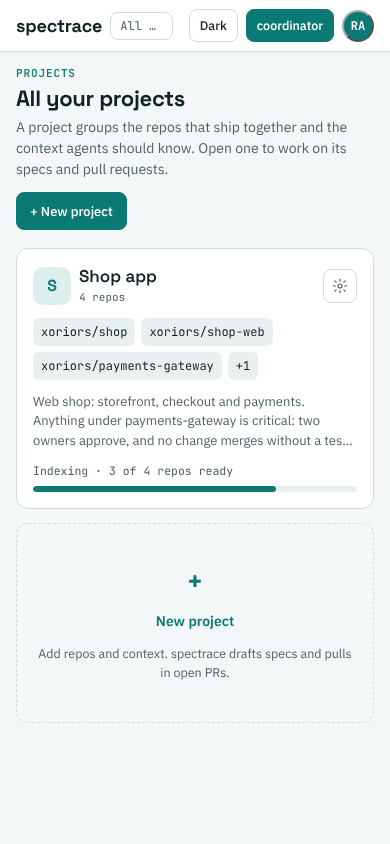 spectrace
All …
Dark
coordinator
RA
PROJECTS
All your projects
A project groups the repos that ship together and the
context agents should know. Open one to work on its
specs and pull requests.
+ New project
S
Shop app
4 repos
xoriors/shop
xoriors/shop-web
xoriors/payments-gateway
+1
Web shop: storefront, checkout and payments.
Anything under payments-gateway is critical: two
owners approve, and no change merges without a tes…
Indexing · 3 of 4 repos ready
+
New project
Add repos and context. spectrace drafts specs and pulls
in open PRs.